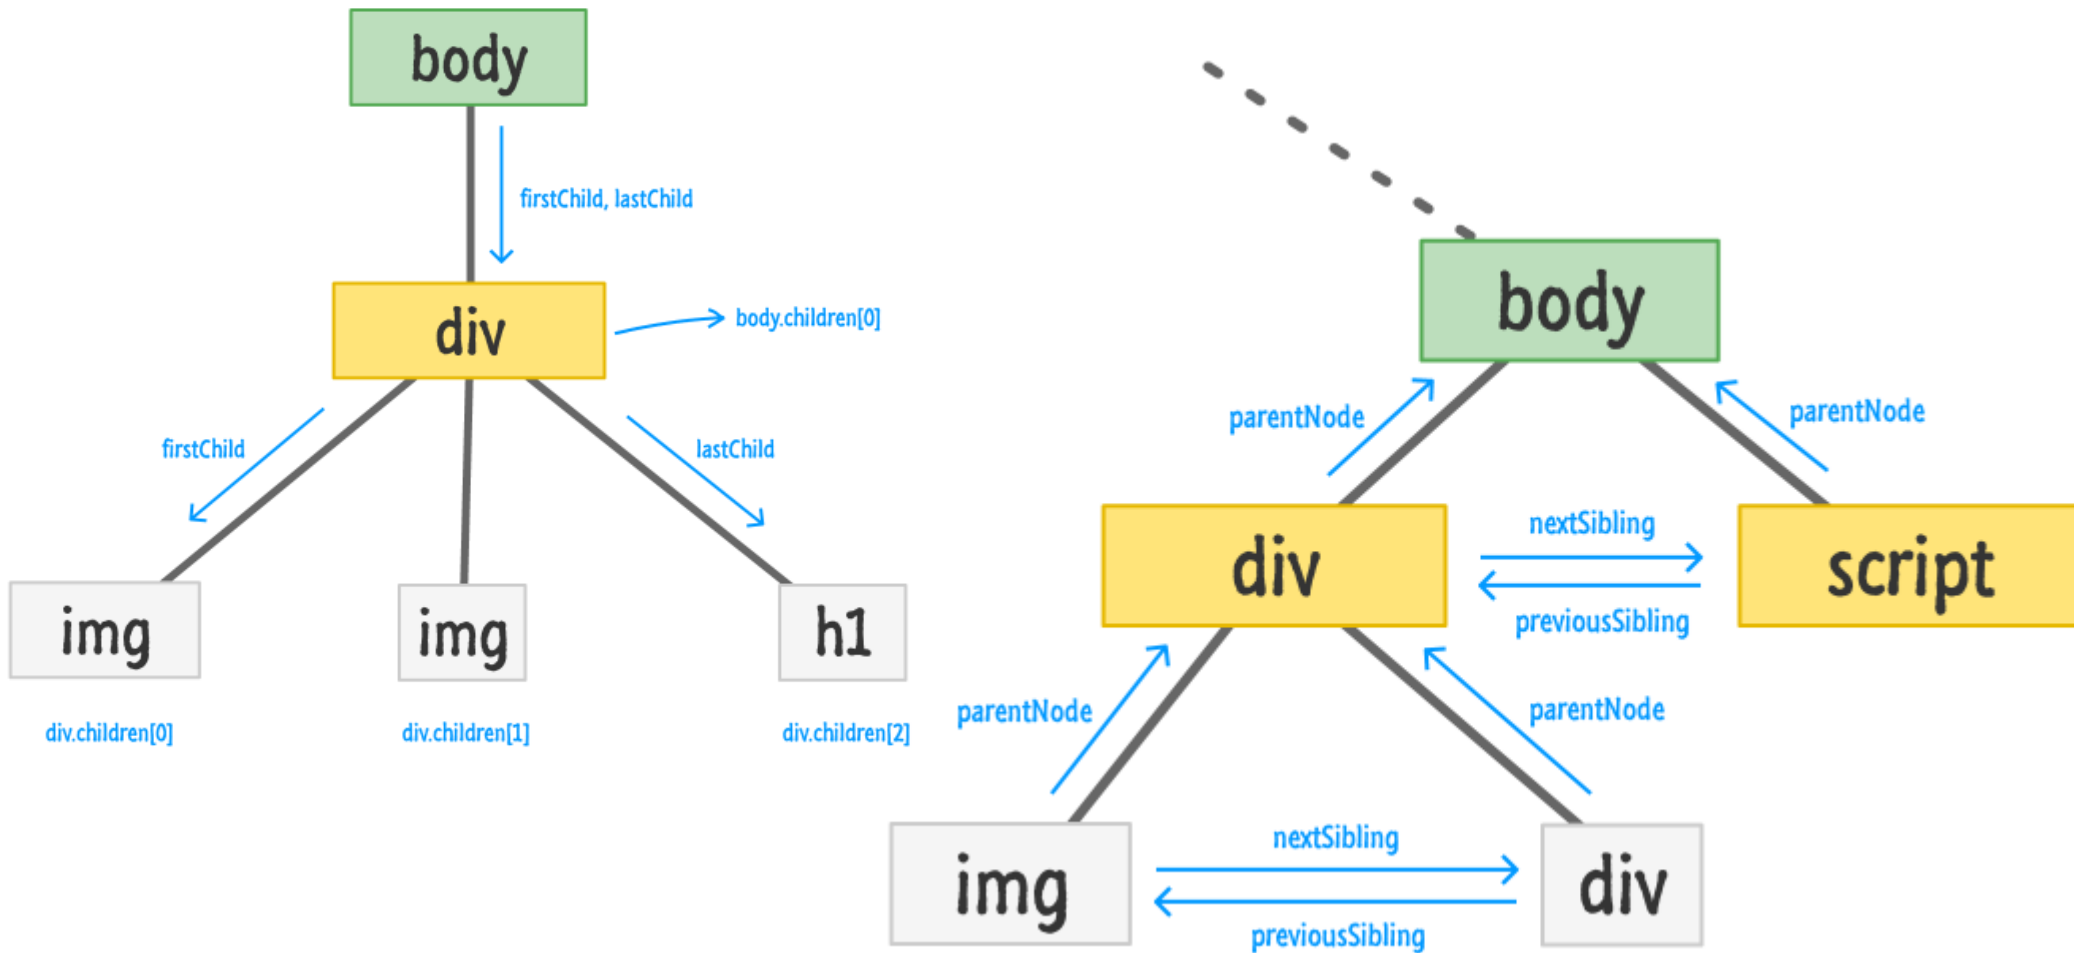 body
firstChild, lastChild
div
body.children[0]
firstChild
lastChild
img
img
h1
div.children[0]
div.children[1]
div.children[2]
body
parentNode
parentNode
div
nextSibling
previousSibling
script
parentNode
parentNode
img
nextSibling
previousSibling
div